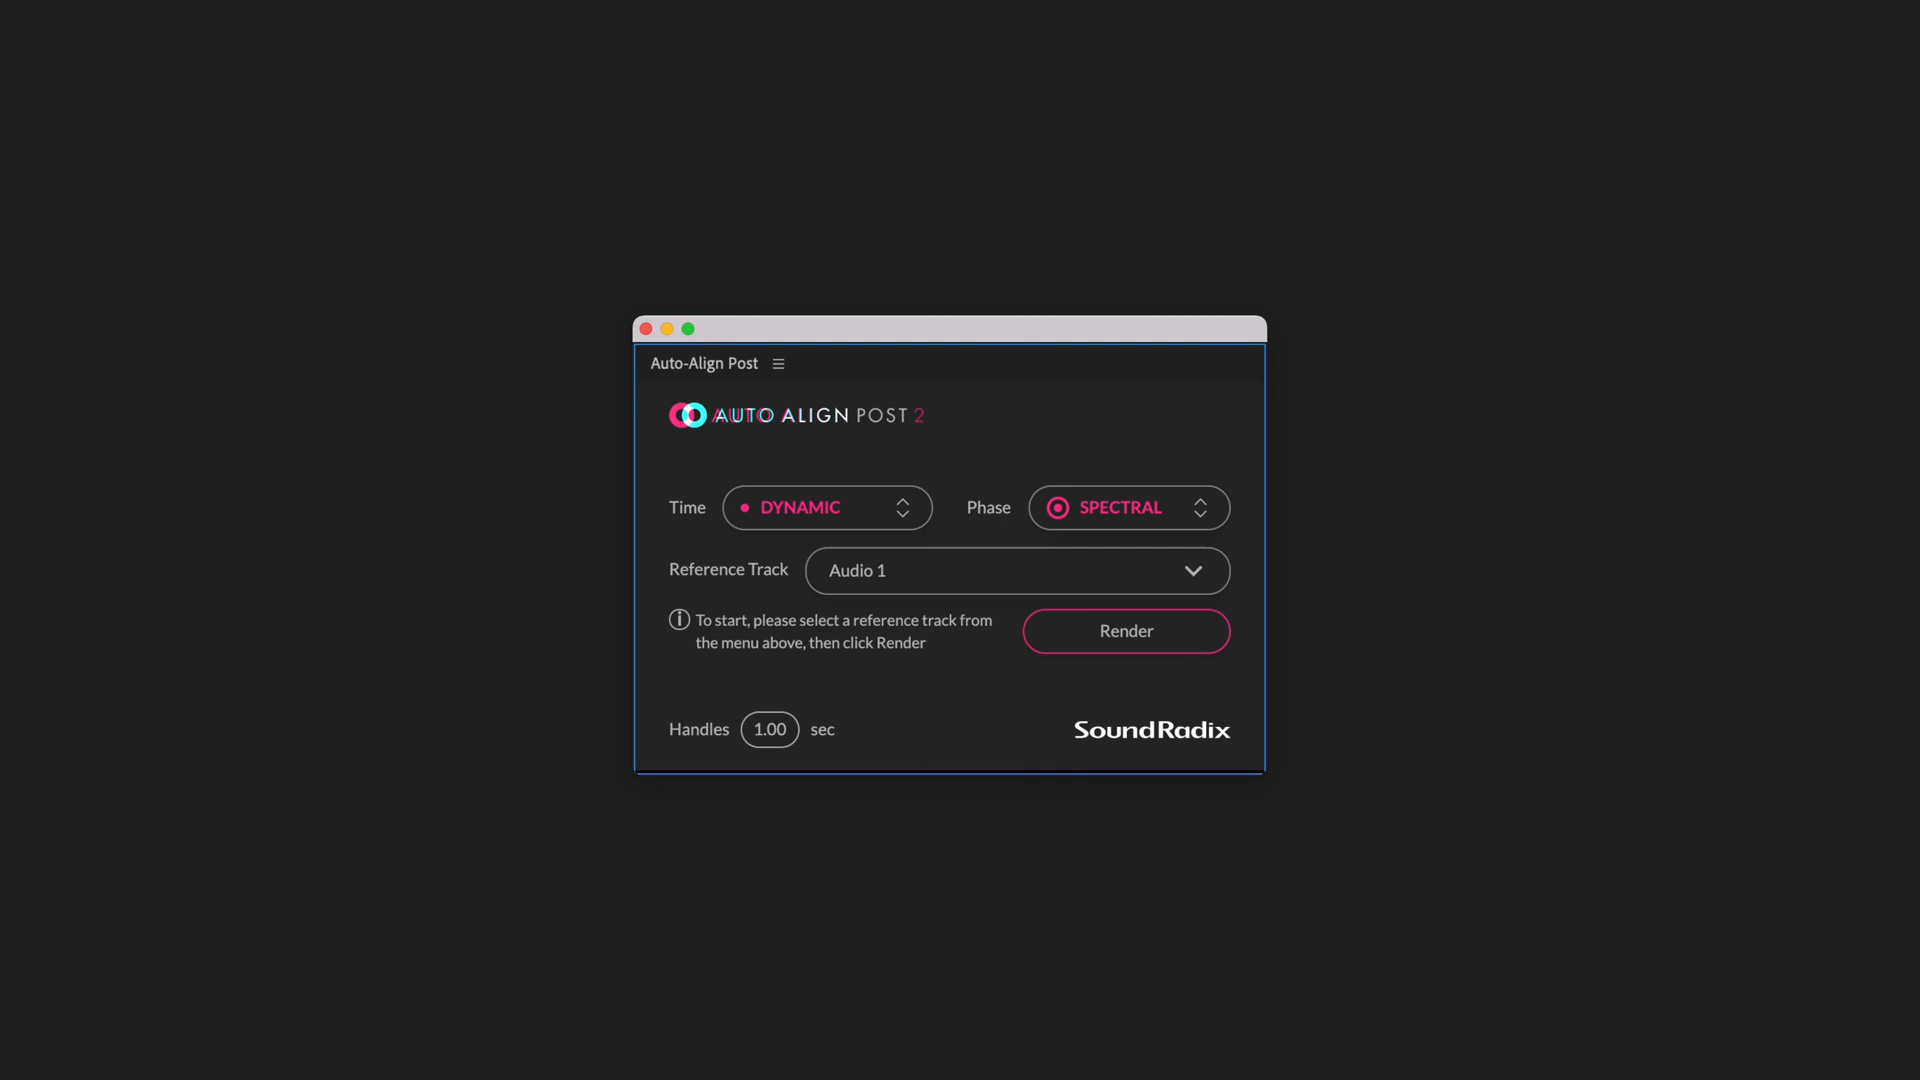 Auto-Align Post
AUTO ALIGN POST 2
Time DYNAMIC Phase SPECTRAL
Reference Track Audio 1
To start, please select a reference track from
the menu above, then click Render
Render
Handles 1.00 sec
SoundRadix